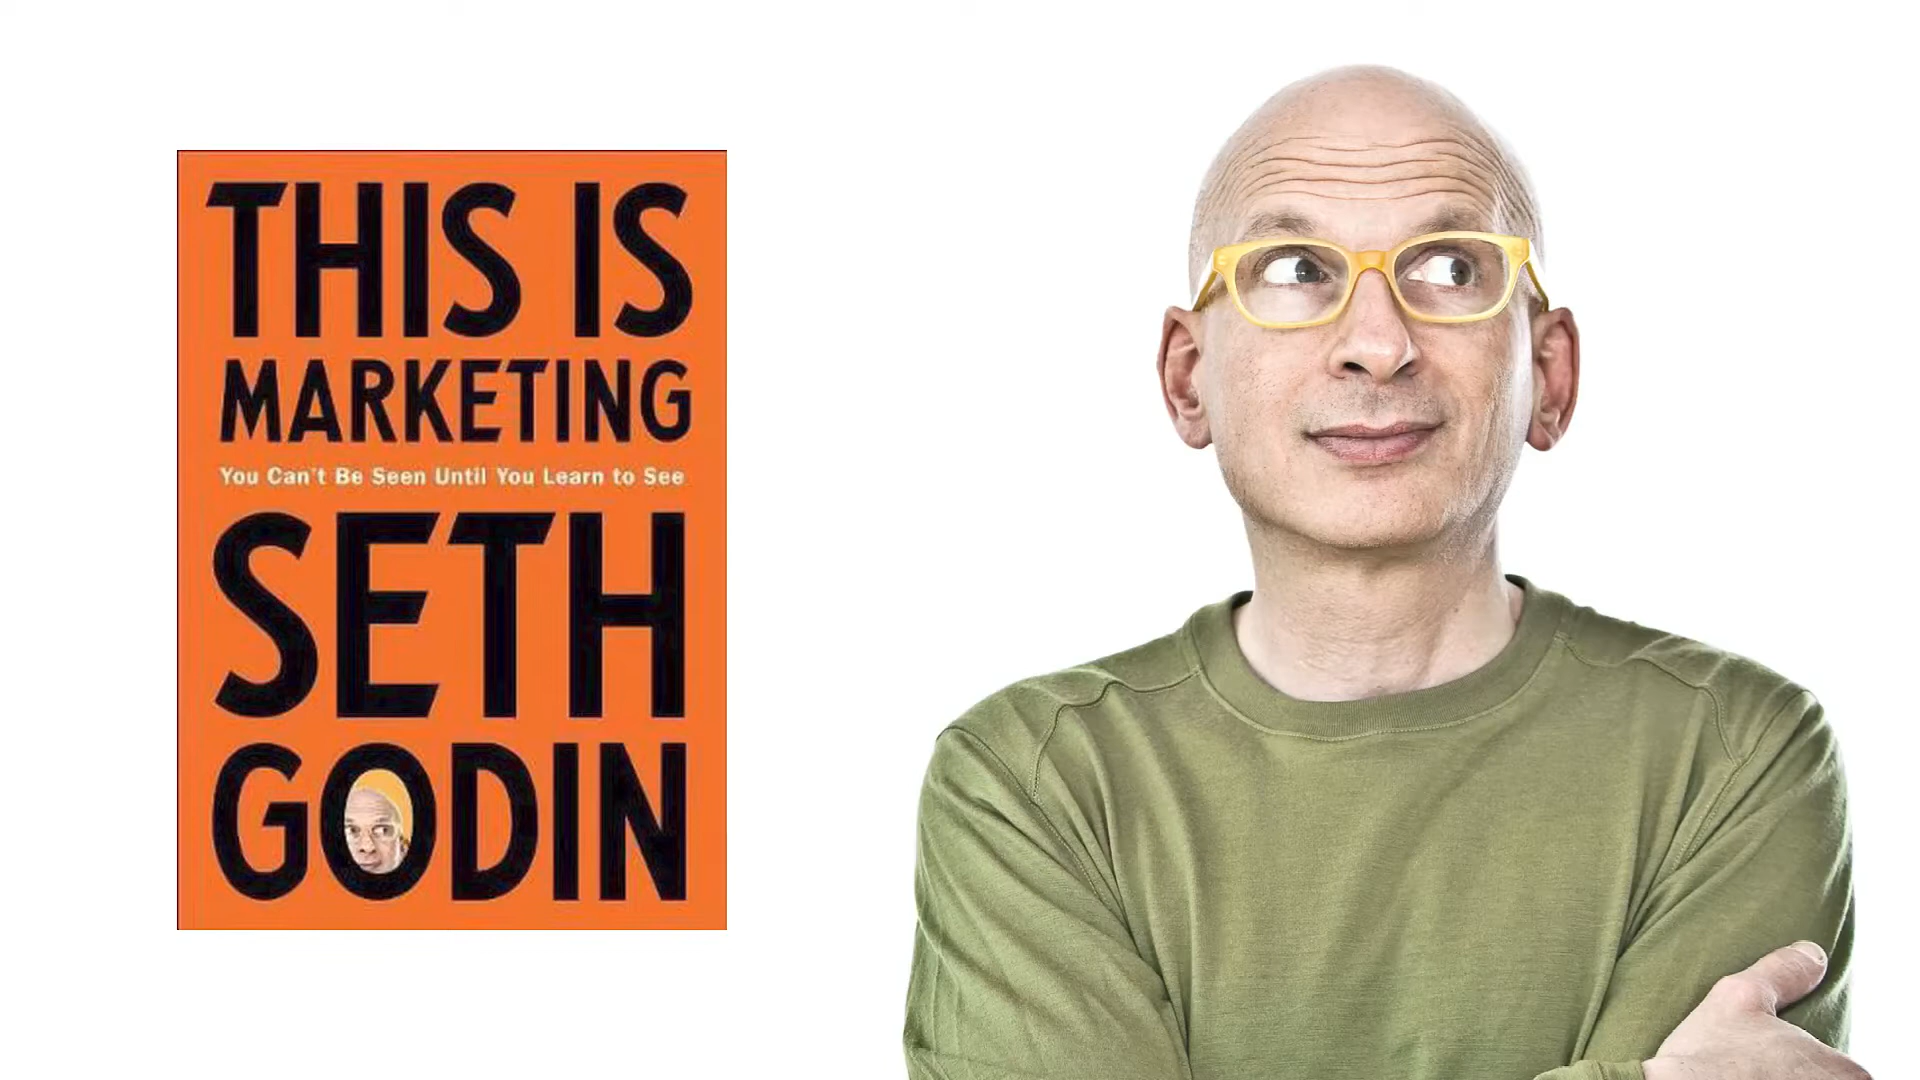 THIS IS
MARKETING
You Can't Be Seen Until You Learn to See
SETH
GODIN